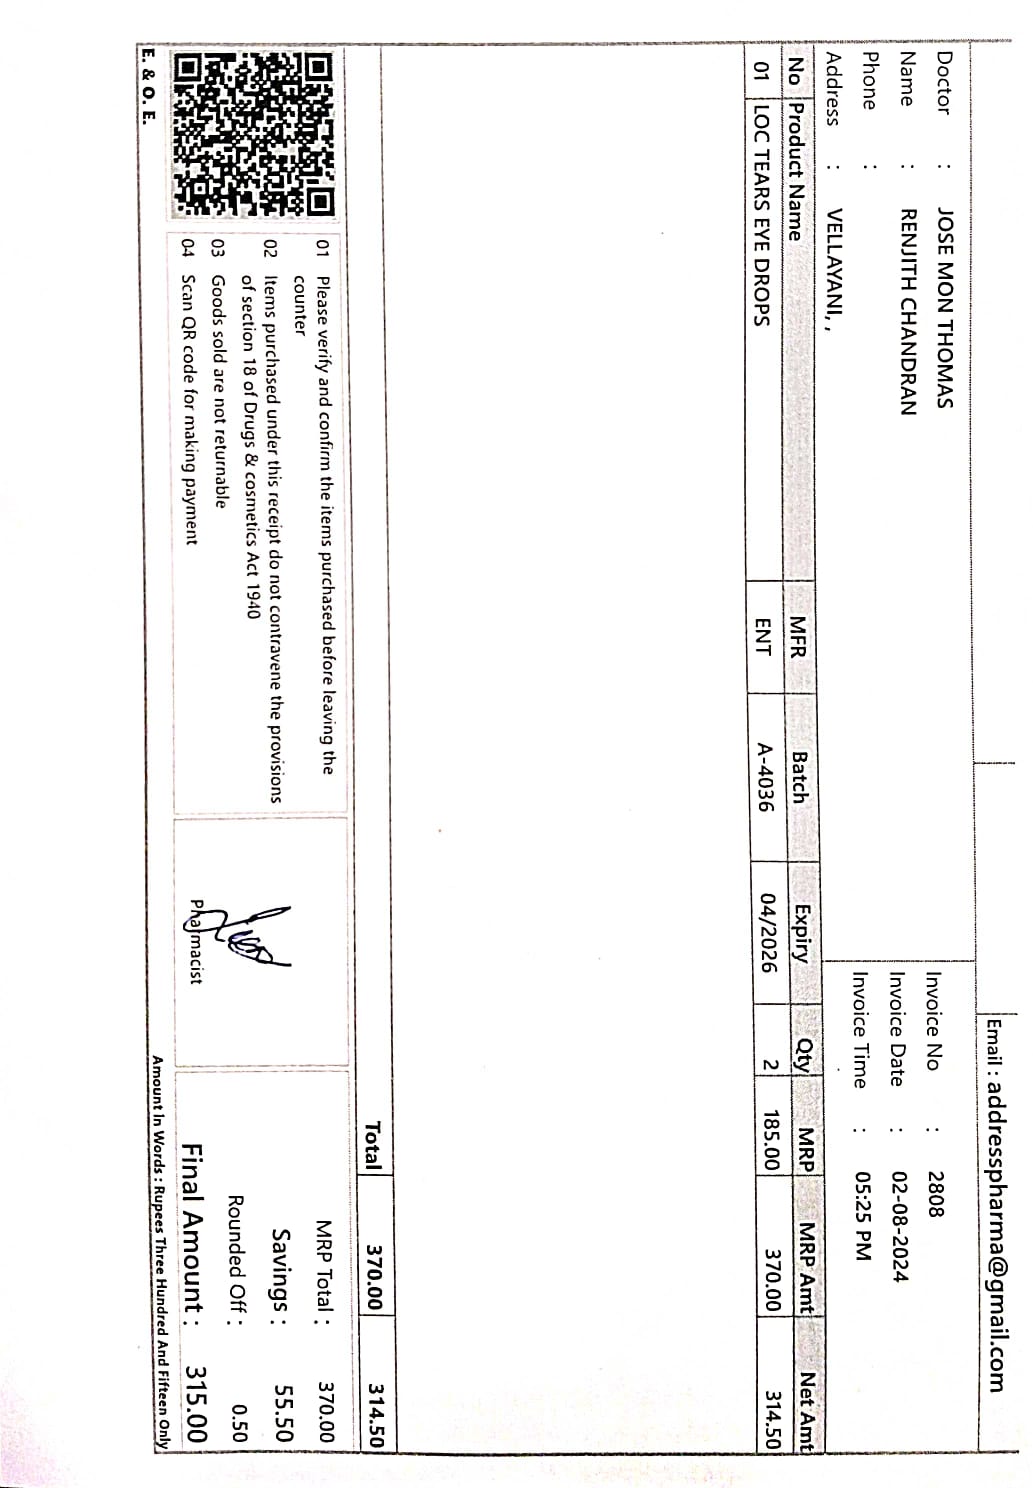 Email : addresspharma@gmail.com
Doctor : JOSE MON THOMAS
Name : RENJITH CHANDRAN
Phone :
Address : VELLAYANI, ,
Invoice No : 2808
Invoice Date : 02-08-2024
Invoice Time : 05:25 PM
No Product Name MFR Batch Expiry Qty MRP MRP Amt Net Amt
01 LOC TEARS EYE DROPS ENT A-4036 04/2026 2 185.00 370.00 314.50
Total 370.00 314.50
01 Please verify and confirm the items purchased before leaving the
counter
02 Items purchased under this receipt do not contravene the provisions
of section 18 of Drugs & cosmetics Act 1940
03 Goods sold are not returnable
04 Scan QR code for making payment
Pharmacist
MRP Total : 370.00
Savings : 55.50
Rounded Off : 0.50
Final Amount : 315.00
E. & O. E.
Amount In Words : Rupees Three Hundred And Fifteen Only